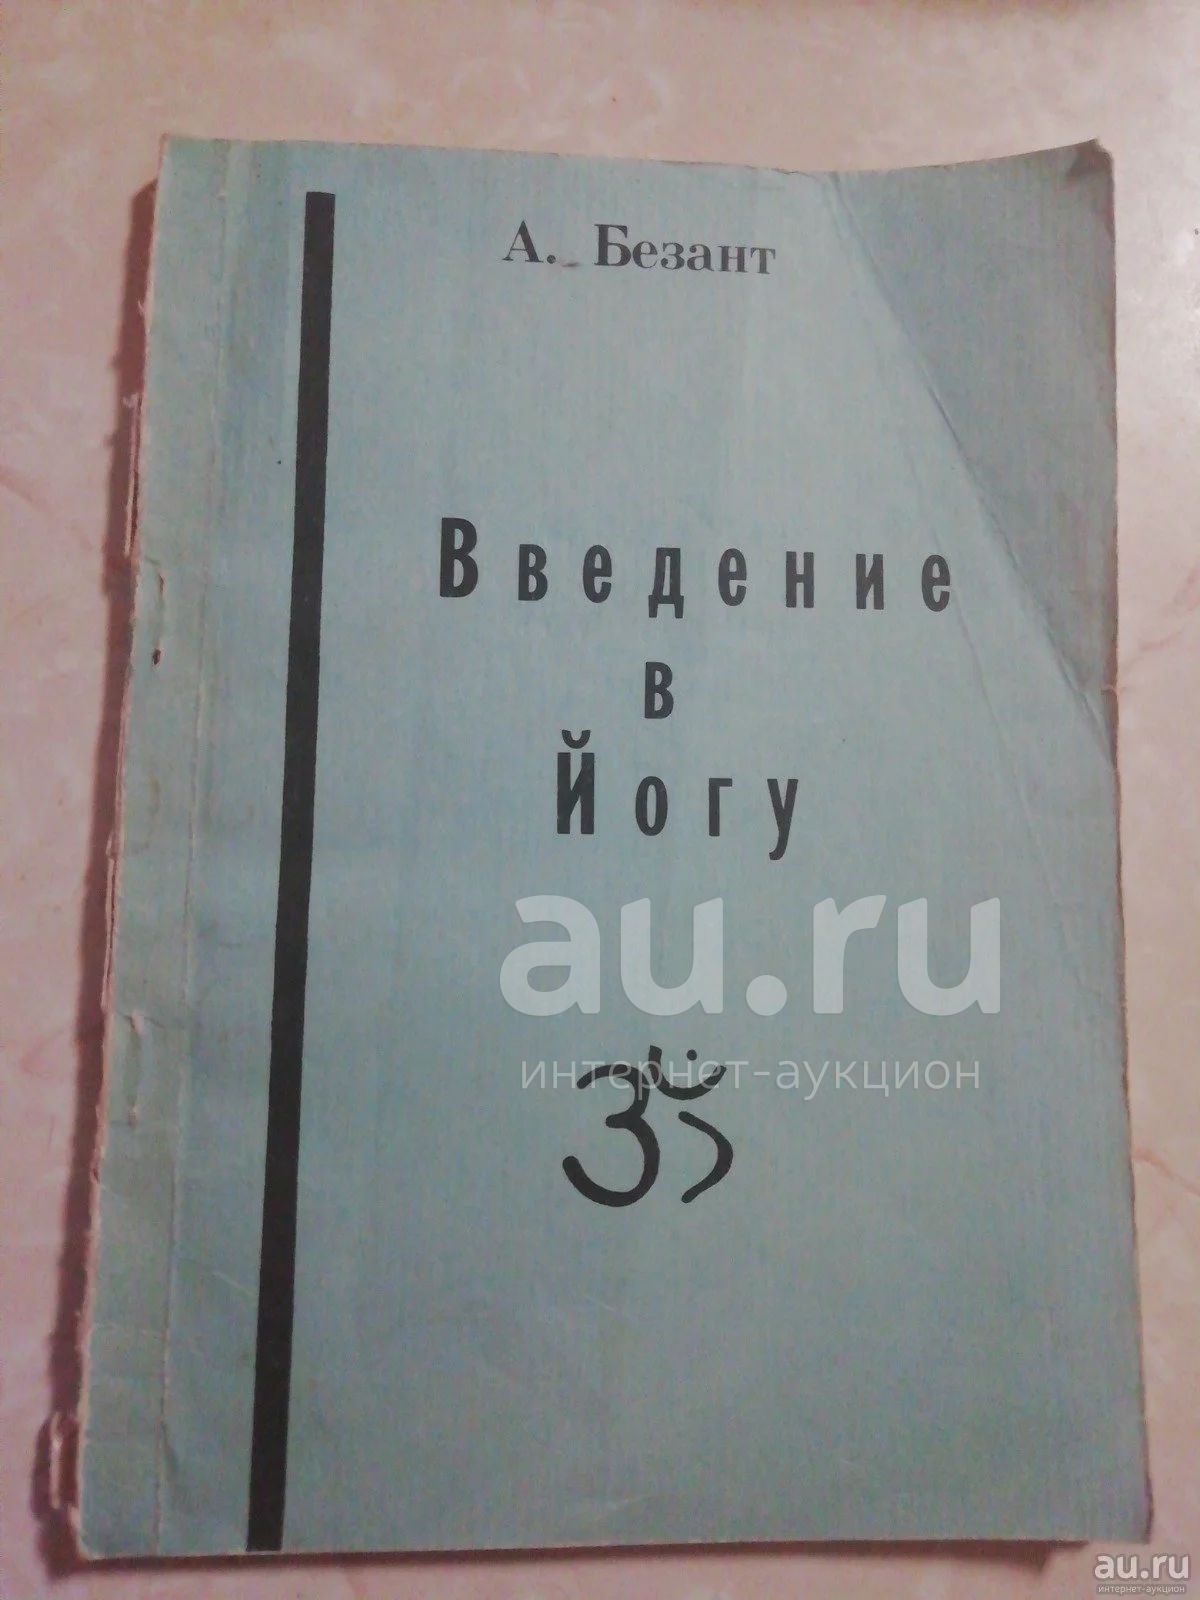 А. Безант
Введение
в
Йогу
au.ru
интернет-аукцион
ॐ
au.ru
интернет-аукцион